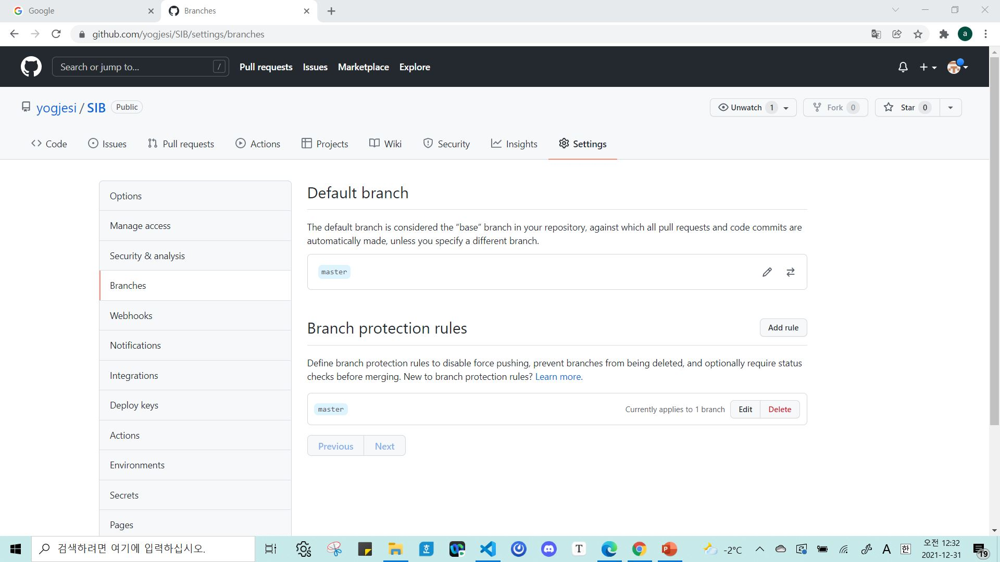 Google
Branches
github.com/yogjesi/SIB/settings/branches
a
Search or jump to...
/
Pull requests
Issues
Marketplace
Explore
yogjesi / SIB
Public
Unwatch 1
Fork 0
Star 0
Code
Issues
Pull requests
Actions
Projects
Wiki
Security
Insights
Settings
Options
Manage access
Security & analysis
Branches
Webhooks
Notifications
Integrations
Deploy keys
Actions
Environments
Secrets
Pages
Default branch
The default branch is considered the “base” branch in your repository, against which all pull requests and code commits are
automatically made, unless you specify a different branch.
master
Branch protection rules
Add rule
Define branch protection rules to disable force pushing, prevent branches from being deleted, and optionally require status
checks before merging. New to branch protection rules? Learn more.
master
Currently applies to 1 branch
Edit
Delete
Previous
Next
검색하려면 여기에 입력하십시오.
T
P
-2°C
A
한
오전 12:32
2021-12-31
19